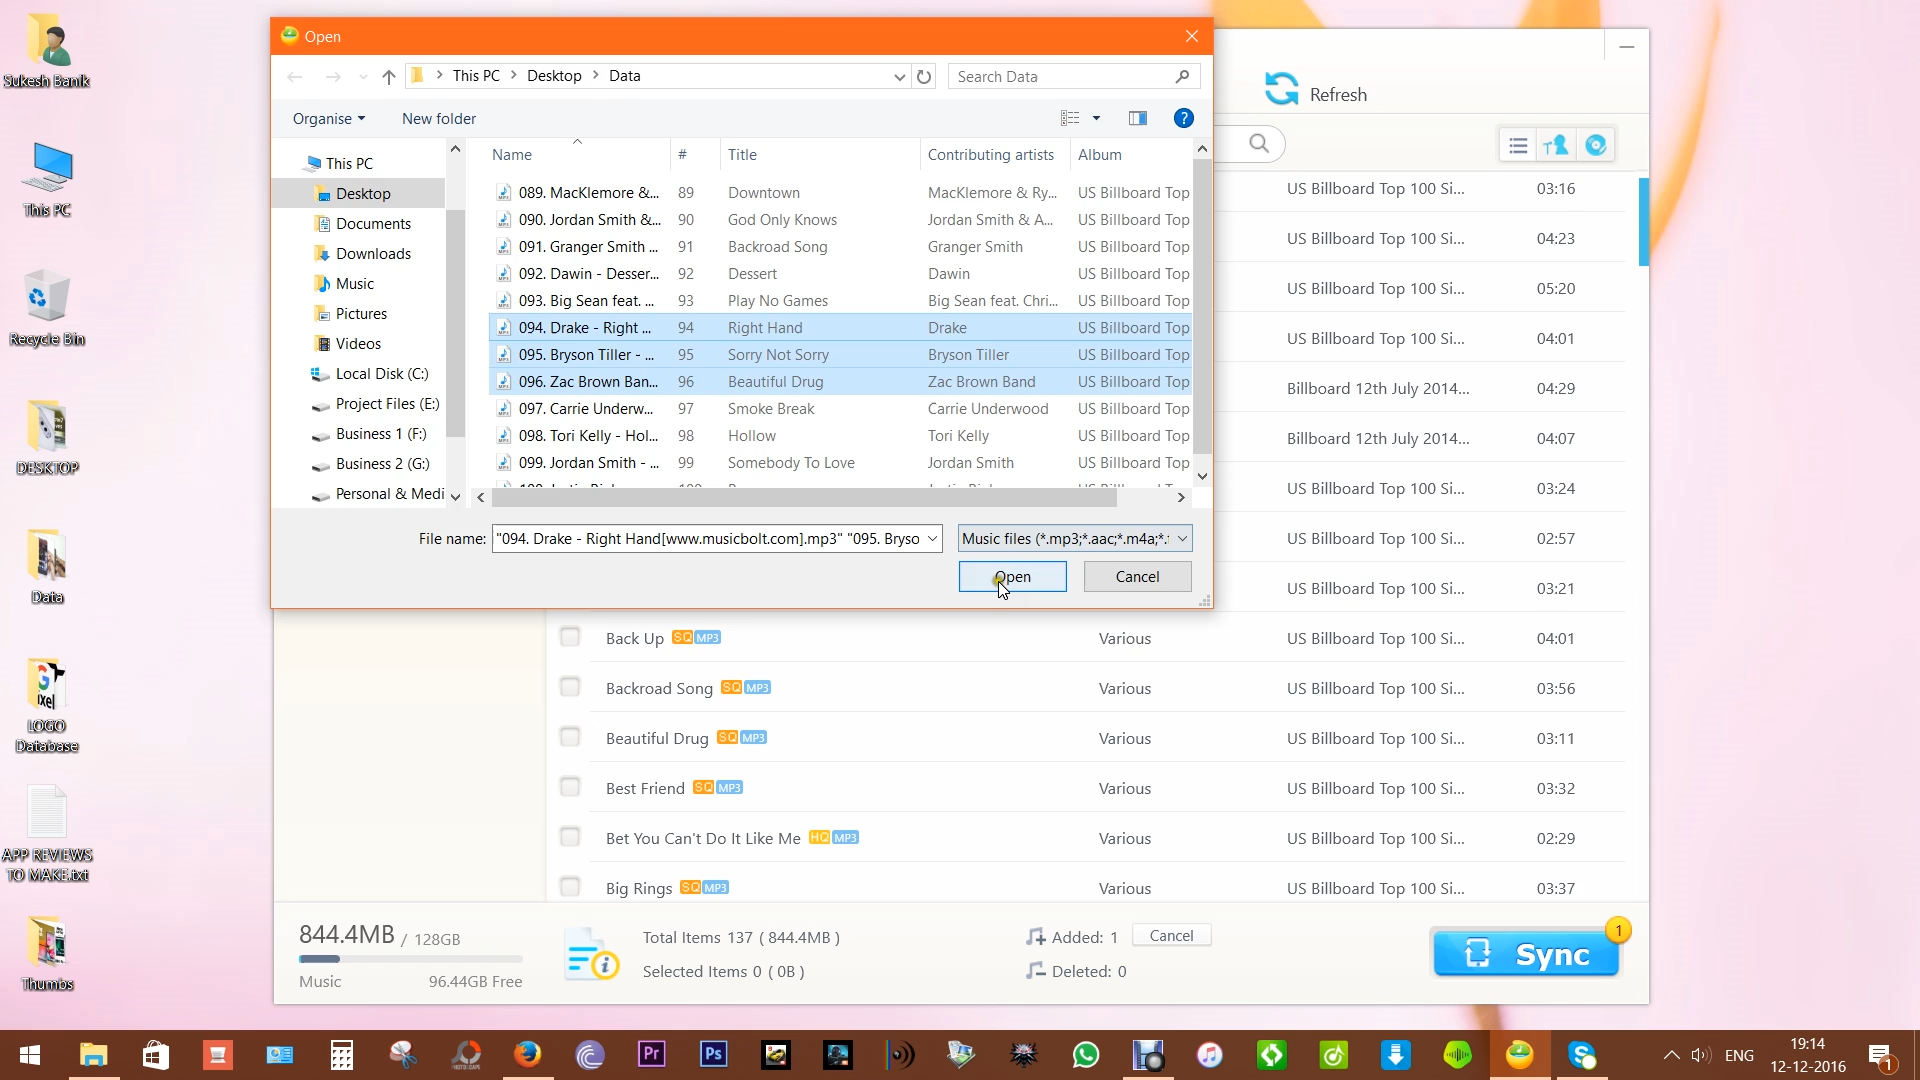 Sukesh Banik
This PC
Recycle Bin
DESKTOP
Data
LOGO
Database
APP REVIEWS
TO MAKE.txt
Thumbs
Open
This PC > Desktop > Data
Search Data
Organise
New folder
Name # Title Contributing artists Album
This PC
Desktop
Documents
Downloads
Music
Pictures
Videos
Local Disk (C:)
Project Files (E:)
Business 1 (F:)
Business 2 (G:)
Personal & Medi
089. MacKlemore &... 89 Downtown MacKlemore & Ry... US Billboard Top
090. Jordan Smith &... 90 God Only Knows Jordan Smith & A... US Billboard Top
091. Granger Smith ... 91 Backroad Song Granger Smith US Billboard Top
092. Dawin - Desser... 92 Dessert Dawin US Billboard Top
093. Big Sean feat. ... 93 Play No Games Big Sean feat. Chri... US Billboard Top
094. Drake - Right ... 94 Right Hand Drake US Billboard Top
095. Bryson Tiller - ... 95 Sorry Not Sorry Bryson Tiller US Billboard Top
096. Zac Brown Ban... 96 Beautiful Drug Zac Brown Band US Billboard Top
097. Carrie Underw... 97 Smoke Break Carrie Underwood US Billboard Top
098. Tori Kelly - Hol... 98 Hollow Tori Kelly US Billboard Top
099. Jordan Smith - ... 99 Somebody To Love Jordan Smith US Billboard Top
File name: "094. Drake - Right Hand[www.musicbolt.com].mp3" "095. Bryso
Music files (*.mp3;*.aac;*.m4a;*.
Open
Cancel
Refresh
US Billboard Top 100 Si... 03:16
US Billboard Top 100 Si... 04:23
US Billboard Top 100 Si... 05:20
US Billboard Top 100 Si... 04:01
Billboard 12th July 2014... 04:29
Billboard 12th July 2014... 04:07
US Billboard Top 100 Si... 03:24
US Billboard Top 100 Si... 02:57
US Billboard Top 100 Si... 03:21
Back Up SQ MP3 Various US Billboard Top 100 Si... 04:01
Backroad Song SQ MP3 Various US Billboard Top 100 Si... 03:56
Beautiful Drug SQ MP3 Various US Billboard Top 100 Si... 03:11
Best Friend SQ MP3 Various US Billboard Top 100 Si... 03:32
Bet You Can't Do It Like Me HQ MP3 Various US Billboard Top 100 Si... 02:29
Big Rings SQ MP3 Various US Billboard Top 100 Si... 03:37
844.4MB / 128GB
Music 96.44GB Free
Total Items 137 ( 844.4MB )
Selected Items 0 ( 0B )
Added: 1 Cancel
Deleted: 0
Sync
1
Pr
Ps
ENG
19:14
12-12-2016
1